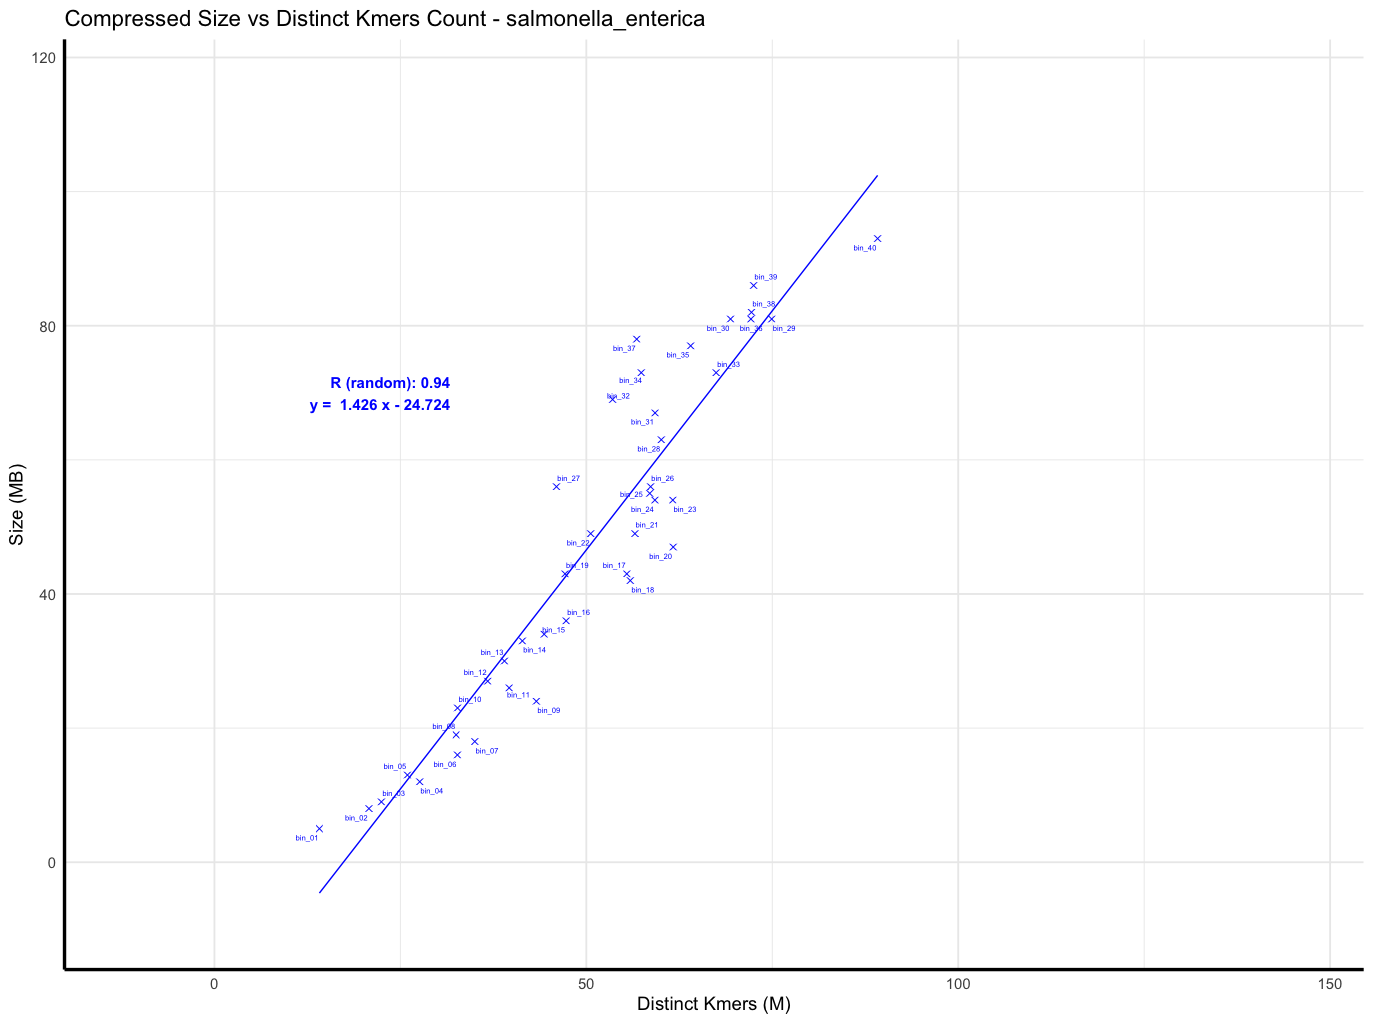 Compressed Size vs Distinct Kmers Count - salmonella_enterica
120
80
40
0
Size (MB)
R (random): 0.94
y =  1.426 x - 24.724
bin_39
bin_40
bin_38
bin_30
bin_36
bin_29
bin_37
bin_35
bin_33
bin_34
bin_32
bin_31
bin_28
bin_27
bin_26
bin_25
bin_24
bin_23
bin_21
bin_22
bin_20
bin_19
bin_17
bin_18
bin_16
bin_15
bin_14
bin_13
bin_12
bin_11
bin_10
bin_09
bin_08
bin_07
bin_06
bin_05
bin_04
bin_03
bin_02
bin_01
0
50
100
150
Distinct Kmers (M)